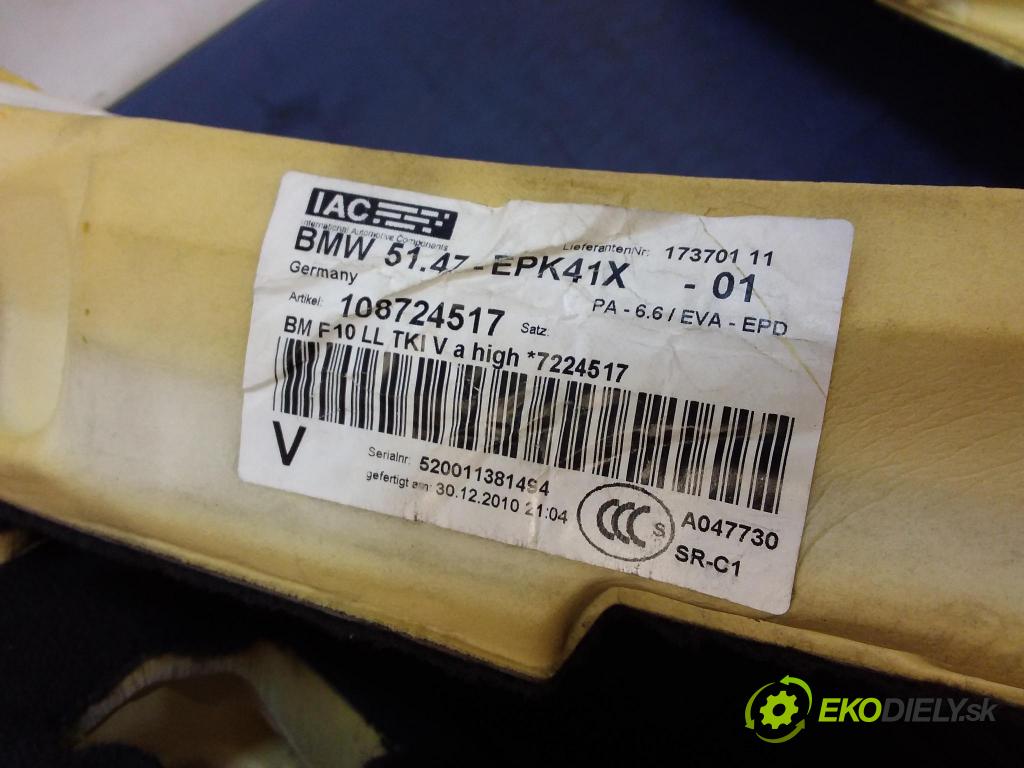 IAC
International Automotive Components
LieferantenNr: 173701 11
BMW 51.47 - EPK41X - 01
Germany
PA - 6.6 / EVA - EPD
Artikel: 108724517 Satz:
BM F10 LL TKI V a high *7224517
V
Serialnr: 520011381494
gefertigt am: 30.12.2010 21:04
CCC S
A047730
SR-C1
EKODIELY.sk